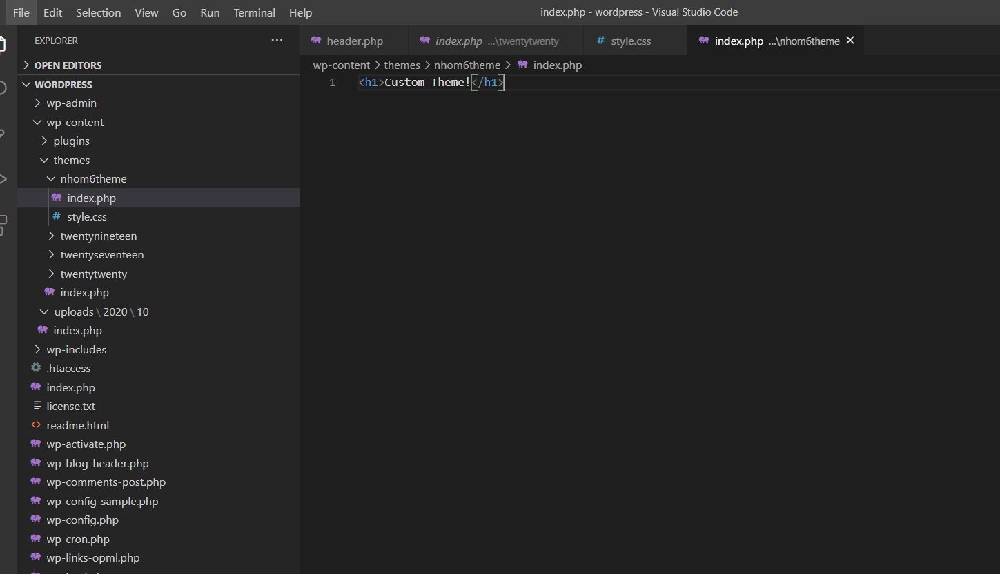 File Edit Selection View Go Run Terminal Help
index.php - wordpress - Visual Studio Code
EXPLORER ···
OPEN EDITORS
WORDPRESS
wp-admin
wp-content
plugins
themes
nhom6theme
index.php
# style.css
twentynineteen
twentyseventeen
twentytwenty
index.php
uploads \ 2020 \ 10
index.php
wp-includes
.htaccess
index.php
license.txt
<> readme.html
wp-activate.php
wp-blog-header.php
wp-comments-post.php
wp-config-sample.php
wp-config.php
wp-cron.php
wp-links-opml.php
header.php index.php ...\twentytwenty # style.css index.php ...\nhom6theme
wp-content > themes > nhom6theme > index.php
1 <h1>Custom Theme!</h1>